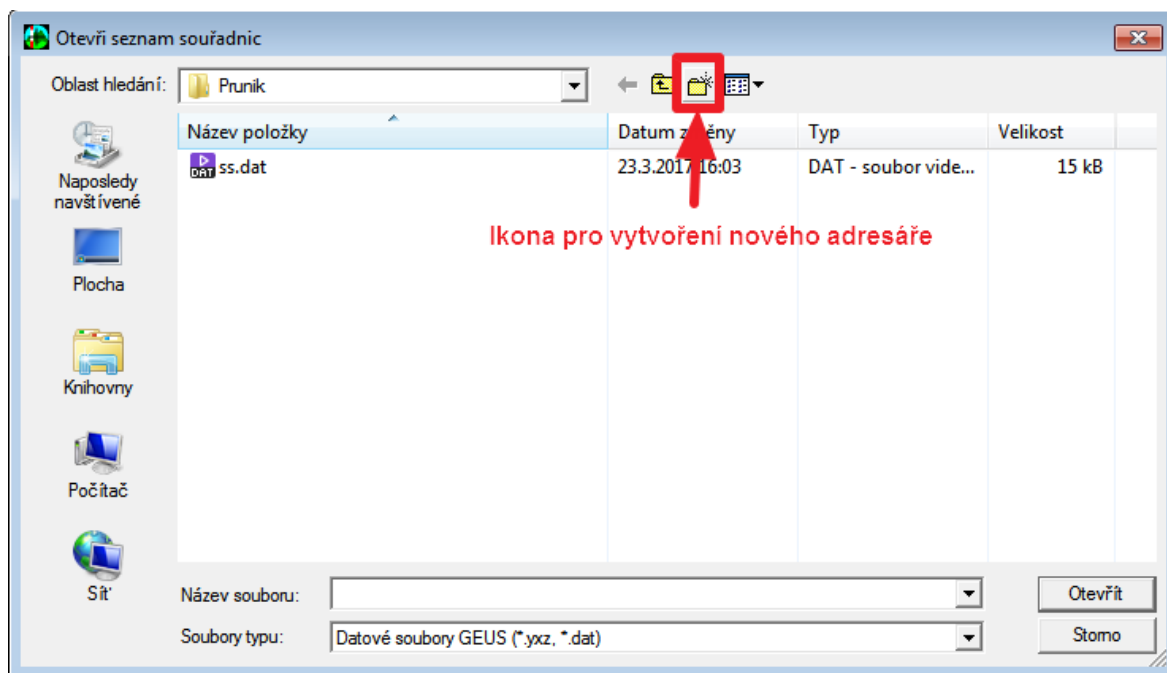 Otevři seznam souřadnic
Oblast hledání: Prunik
Název položky Datum změny Typ Velikost
DAT ss.dat 23.3.2017 16:03 DAT - soubor vide... 15 kB
Naposledy
navštívené
Ikona pro vytvoření nového adresáře
Plocha
Knihovny
Počítač
Síť
Název souboru: Otevřít
Soubory typu: Datové soubory GEUS (*.yxz, *.dat) Storno